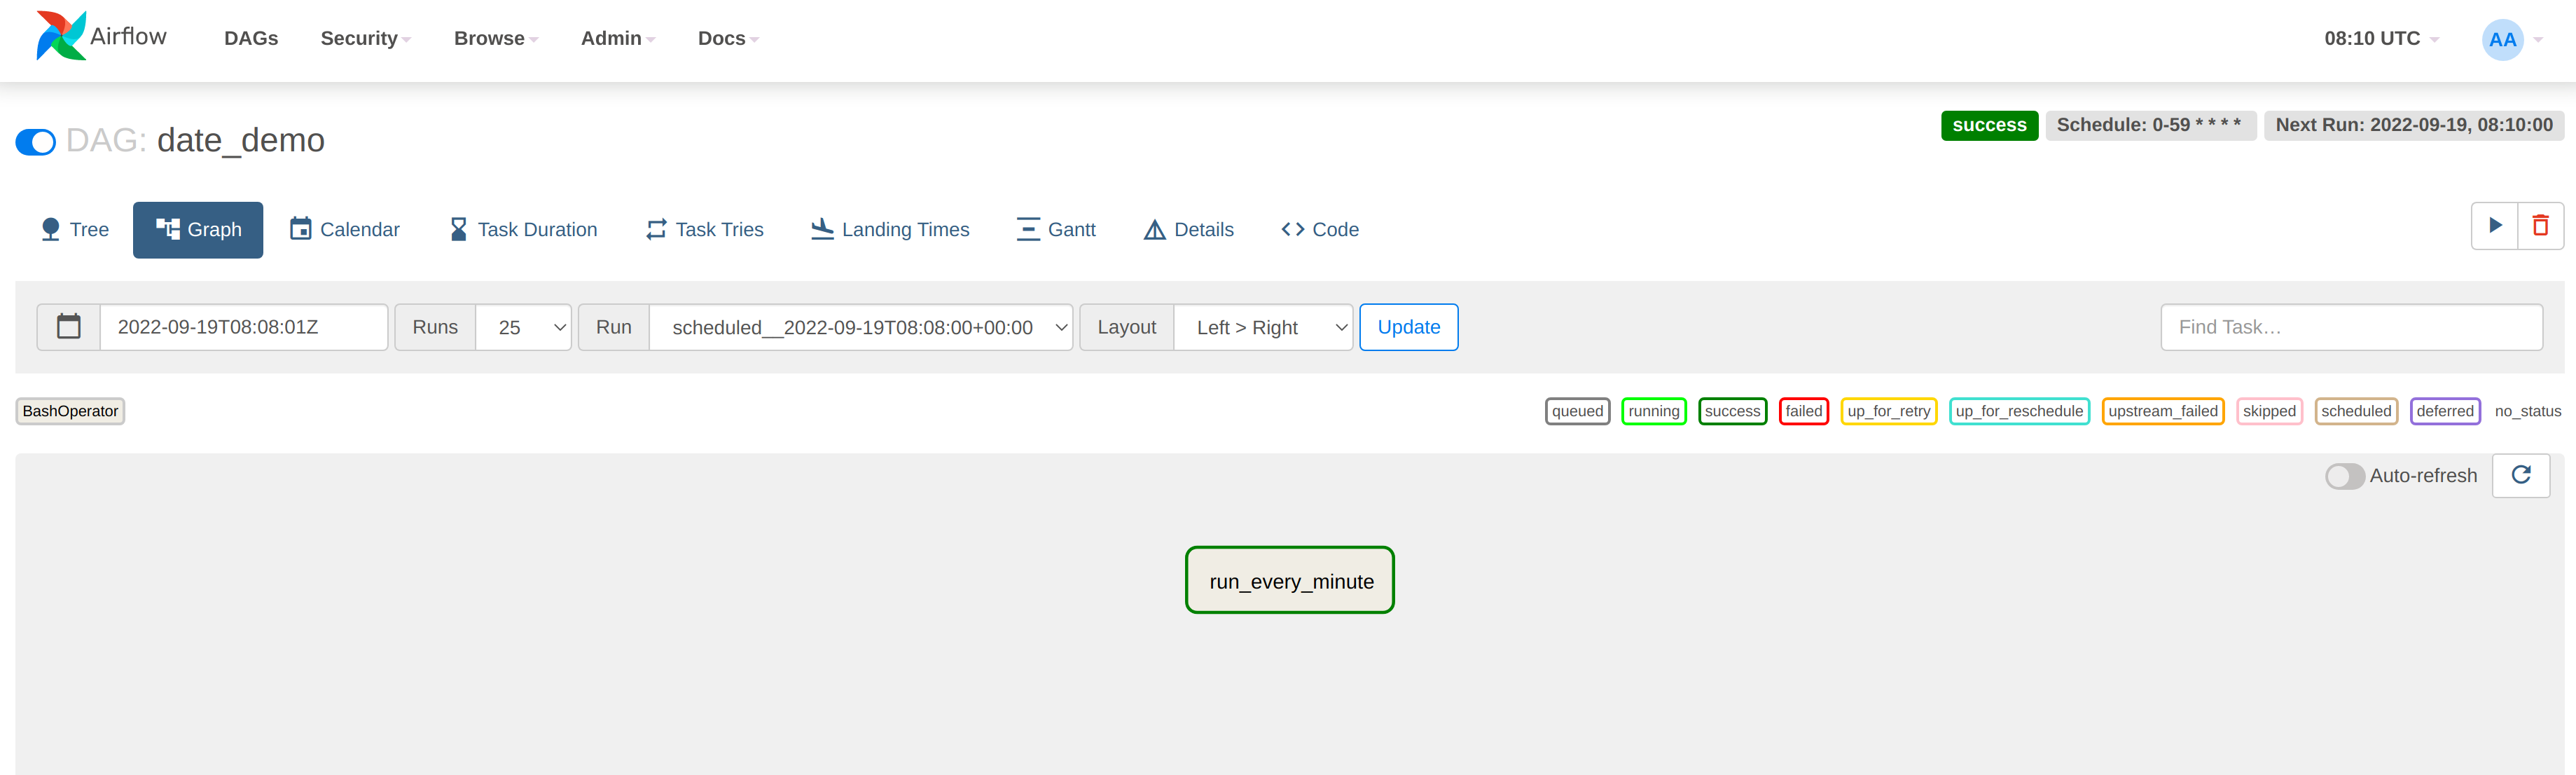 Airflow DAGs Security Browse Admin Docs 08:10 UTC AA
DAG: date_demo success Schedule: 0-59 * * * * Next Run: 2022-09-19, 08:10:00
Tree Graph Calendar Task Duration Task Tries Landing Times Gantt Details Code
2022-09-19T08:08:01Z Runs 25 Run scheduled__2022-09-19T08:08:00+00:00 Layout Left > Right Update Find Task…
BashOperator queued running success failed up_for_retry up_for_reschedule upstream_failed skipped scheduled deferred no_status
Auto-refresh
run_every_minute